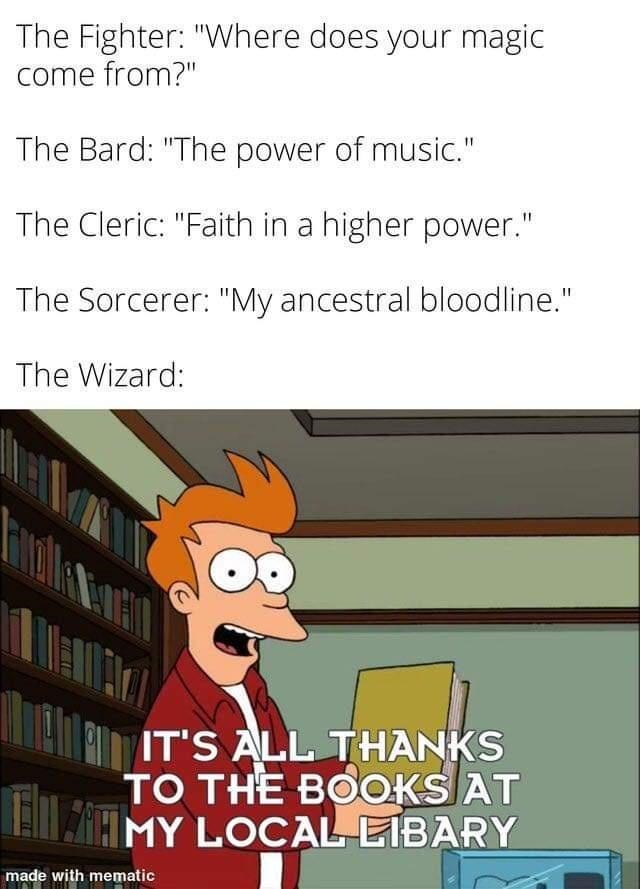 The Fighter: "Where does your magic
come from?"
The Bard: "The power of music."
The Cleric: "Faith in a higher power."
The Sorcerer: "My ancestral bloodline."
The Wizard:
IT'S ALL THANKS
TO THE BOOKS AT
MY LOCAL LIBARY
made with mematic